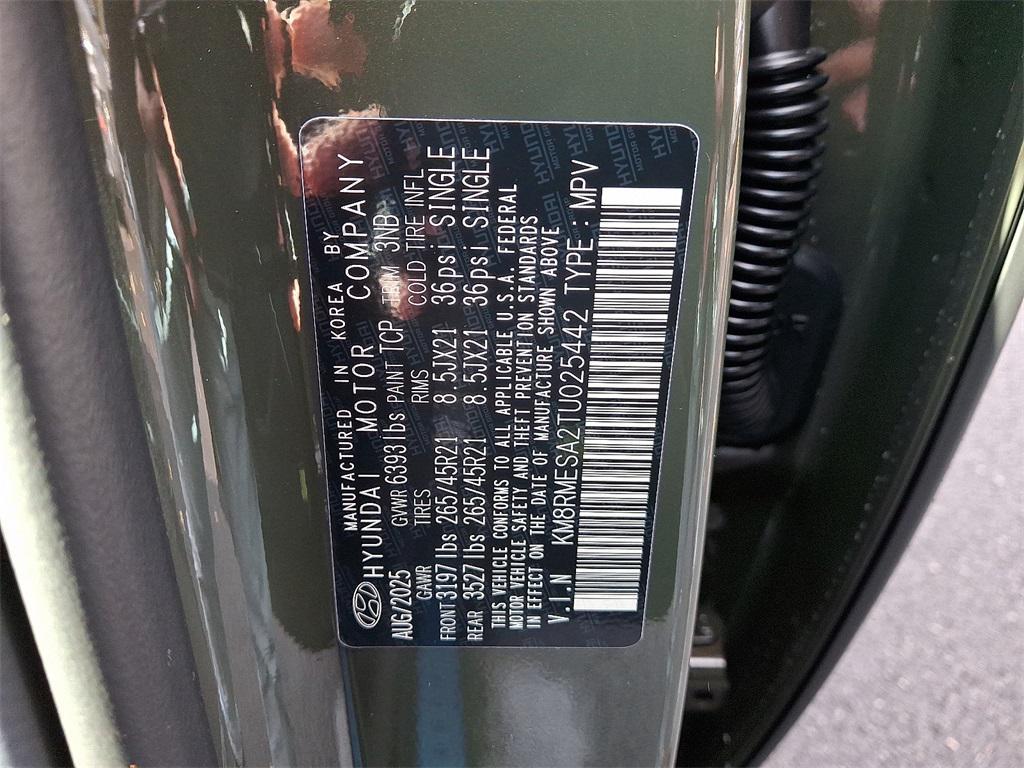 MANUFACTURED IN KOREA BY
HYUNDAI MOTOR COMPANY
AUG/2025 GVWR 6393lbs PAINT TCP TRIM 3NB
GAWR TIRES RIMS COLD TIRE INFL
FRONT 3197lbs 265/45R21 8.5JX21 36psi SINGLE
REAR 3527lbs 265/45R21 8.5JX21 36psi SINGLE
THIS VEHICLE CONFORMS TO ALL APPLICABLE U.S.A. FEDERAL
MOTOR VEHICLE SAFETY AND THEFT PREVENTION STANDARDS
IN EFFECT ON THE DATE OF MANUFACTURE SHOWN ABOVE
V.I.N KM8RMESA2TU025442 TYPE : MPV